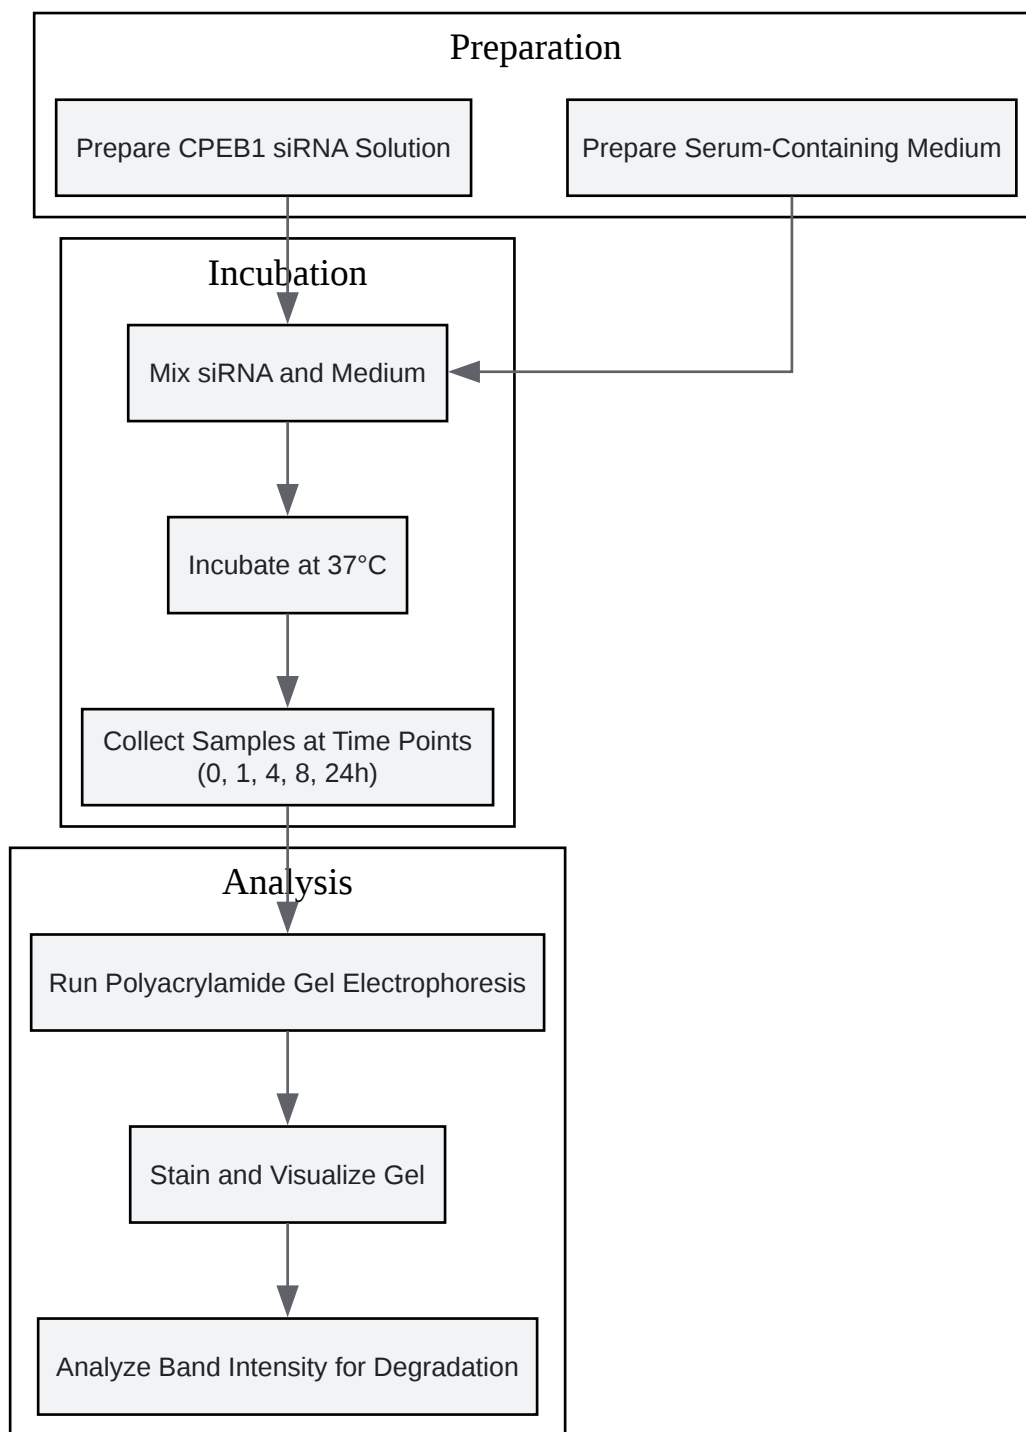 Preparation
Prepare CPEB1 siRNA Solution
Prepare Serum-Containing Medium
Incubation
Mix siRNA and Medium
Incubate at 37°C
Collect Samples at Time Points
(0, 1, 4, 8, 24h)
Analysis
Run Polyacrylamide Gel Electrophoresis
Stain and Visualize Gel
Analyze Band Intensity for Degradation